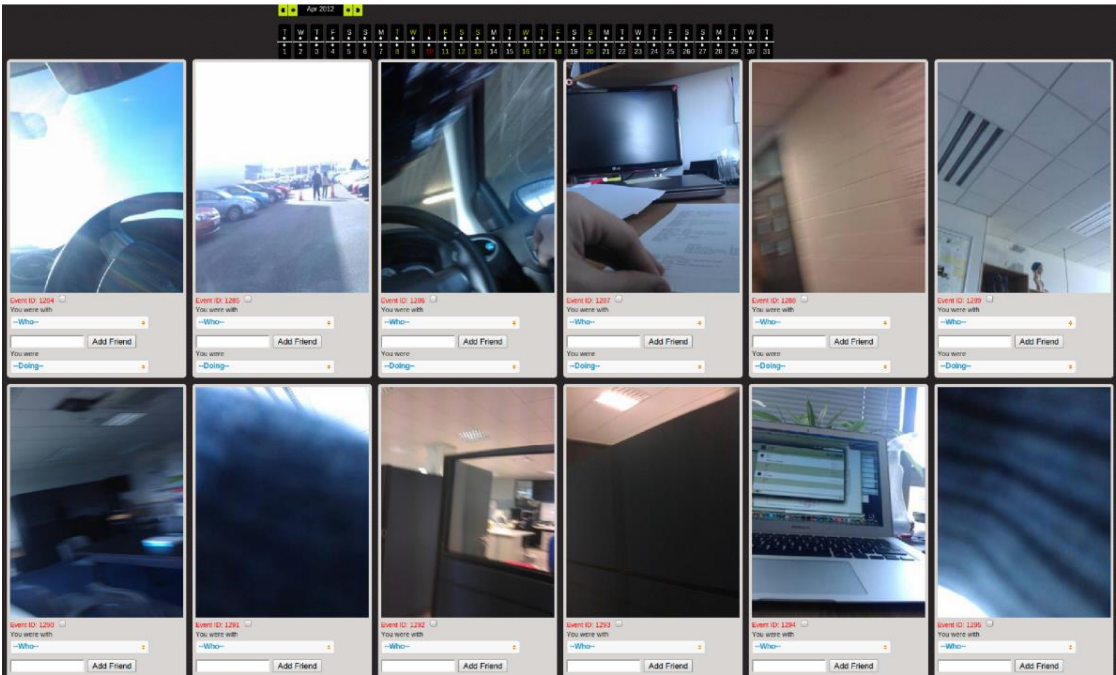 Apr 2012
T W T F S S M T W T F S S M T W T F S S M T W T F S S M T W T
1 2 3 4 5 6 7 8 9 10 11 12 13 14 15 16 17 18 19 20 21 22 23 24 25 26 27 28 29 30 31
Event ID: 1284 Event ID: 1285 Event ID: 1286 Event ID: 1287 Event ID: 1288 Event ID: 1289
You were with You were with You were with You were with You were with You were with
--Who-- --Who-- --Who-- --Who-- --Who-- --Who--
Add Friend Add Friend Add Friend Add Friend Add Friend Add Friend
You were You were You were You were You were You were
--Doing-- --Doing-- --Doing-- --Doing-- --Doing-- --Doing--
Event ID: 1290 Event ID: 1291 Event ID: 1292 Event ID: 1293 Event ID: 1294 Event ID: 1295
You were with You were with You were with You were with You were with You were with
--Who-- --Who-- --Who-- --Who-- --Who-- --Who--
Add Friend Add Friend Add Friend Add Friend Add Friend Add Friend